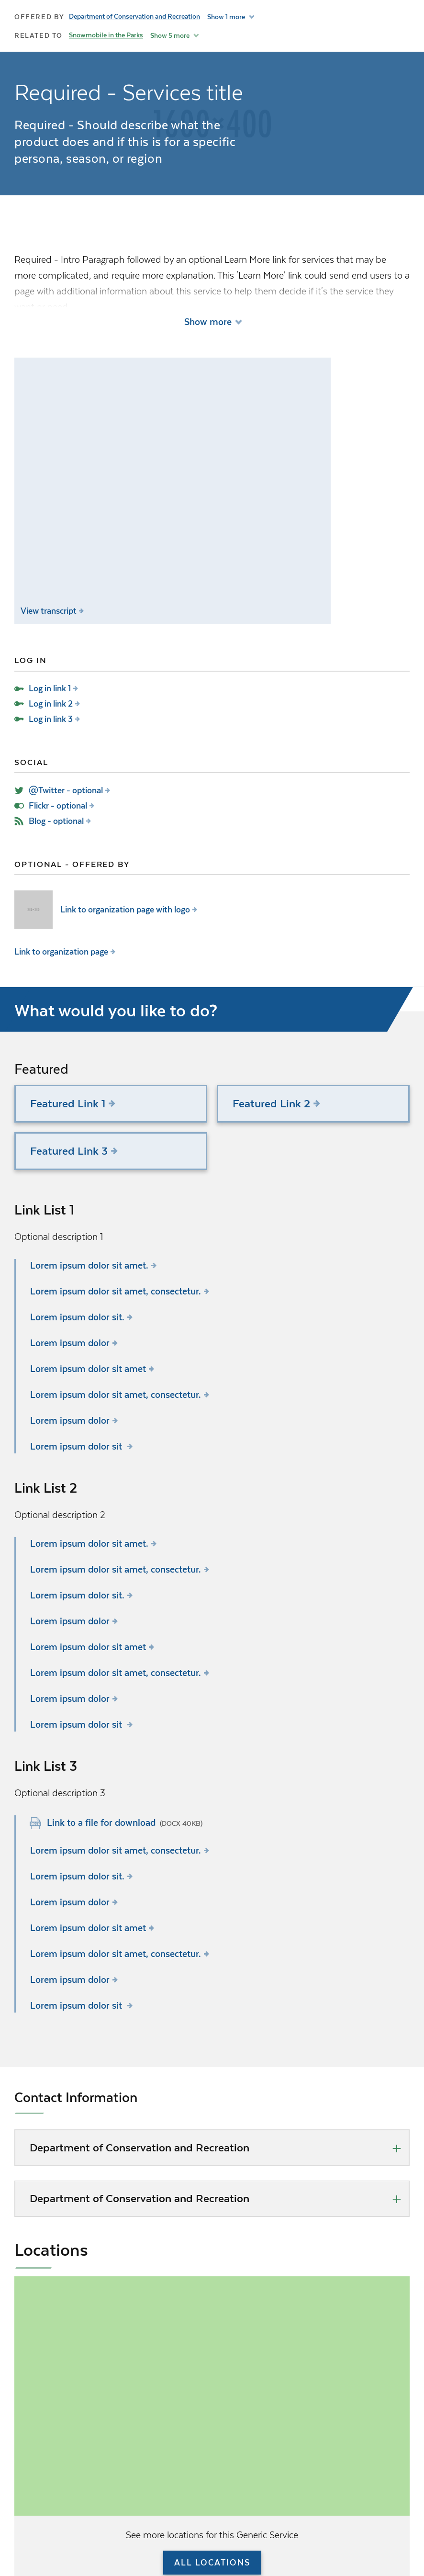 OFFERED BY Department of Conservation and Recreation Show 1 more
RELATED TO Snowmobile in the Parks Show 5 more
Required - Services title
1600x400
Required - Should describe what the
product does and if this is for a specific
persona, season, or region
Required - Intro Paragraph followed by an optional Learn More link for services that may be
more complicated, and require more explanation. This 'Learn More' link could send end users to a
page with additional information about this service to help them decide if it's the service they
Show more
View transcript
LOG IN
Log in link 1
Log in link 2
Log in link 3
SOCIAL
@Twitter - optional
Flickr - optional
Blog - optional
OPTIONAL - OFFERED BY
Link to organization page with logo
Link to organization page
What would you like to do?
Featured
Featured Link 1 Featured Link 2
Featured Link 3
Link List 1
Optional description 1
Lorem ipsum dolor sit amet.
Lorem ipsum dolor sit amet, consectetur.
Lorem ipsum dolor sit.
Lorem ipsum dolor
Lorem ipsum dolor sit amet
Lorem ipsum dolor sit amet, consectetur.
Lorem ipsum dolor
Lorem ipsum dolor sit
Link List 2
Optional description 2
Lorem ipsum dolor sit amet.
Lorem ipsum dolor sit amet, consectetur.
Lorem ipsum dolor sit.
Lorem ipsum dolor
Lorem ipsum dolor sit amet
Lorem ipsum dolor sit amet, consectetur.
Lorem ipsum dolor
Lorem ipsum dolor sit
Link List 3
Optional description 3
Link to a file for download (DOCX 40KB)
Lorem ipsum dolor sit amet, consectetur.
Lorem ipsum dolor sit.
Lorem ipsum dolor
Lorem ipsum dolor sit amet
Lorem ipsum dolor sit amet, consectetur.
Lorem ipsum dolor
Lorem ipsum dolor sit
Contact Information
Department of Conservation and Recreation
Department of Conservation and Recreation
Locations
See more locations for this Generic Service
ALL LOCATIONS